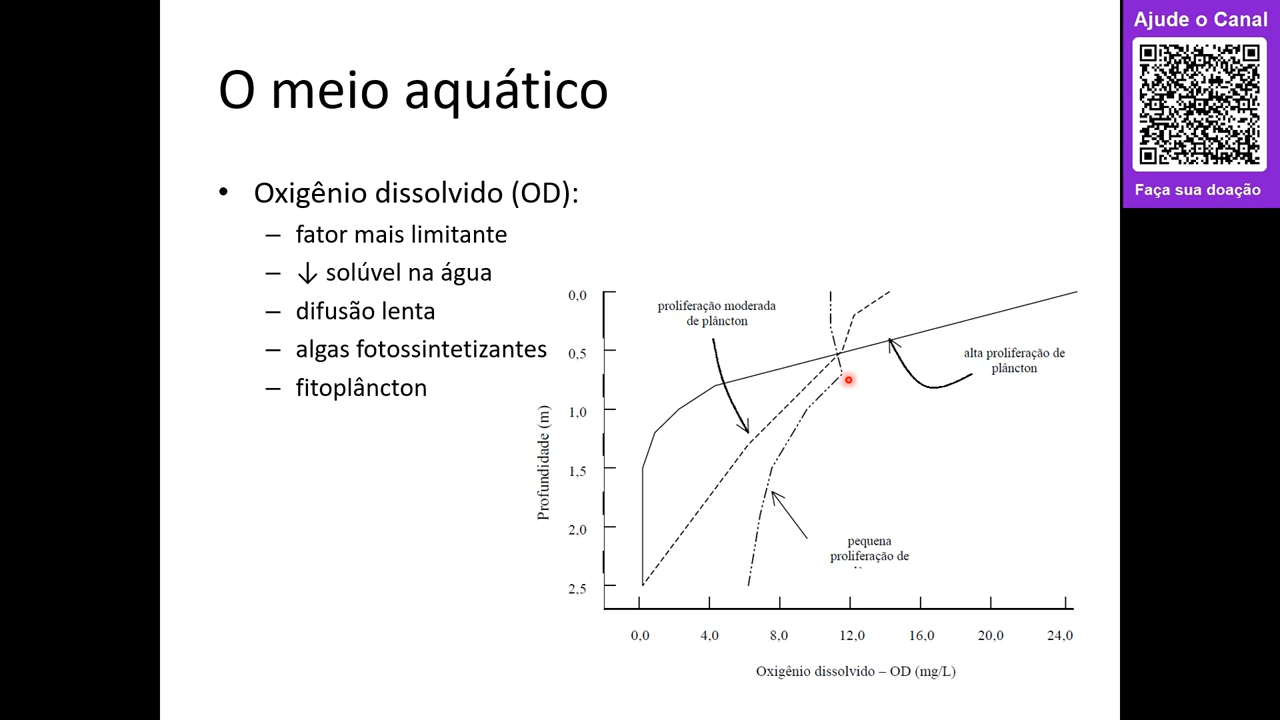 O meio aquático
• Oxigênio dissolvido (OD):
– fator mais limitante
– ↓ solúvel na água
– difusão lenta
– algas fotossintetizantes
– fitoplâncton
Ajude o Canal
Faça sua doação
proliferação moderada
de plâncton
alta proliferação de
plâncton
pequena
proliferação de
Profundidade (m)
0,0
0,5
1,0
1,5
2,0
2,5
0,0 4,0 8,0 12,0 16,0 20,0 24,0
Oxigênio dissolvido – OD (mg/L)